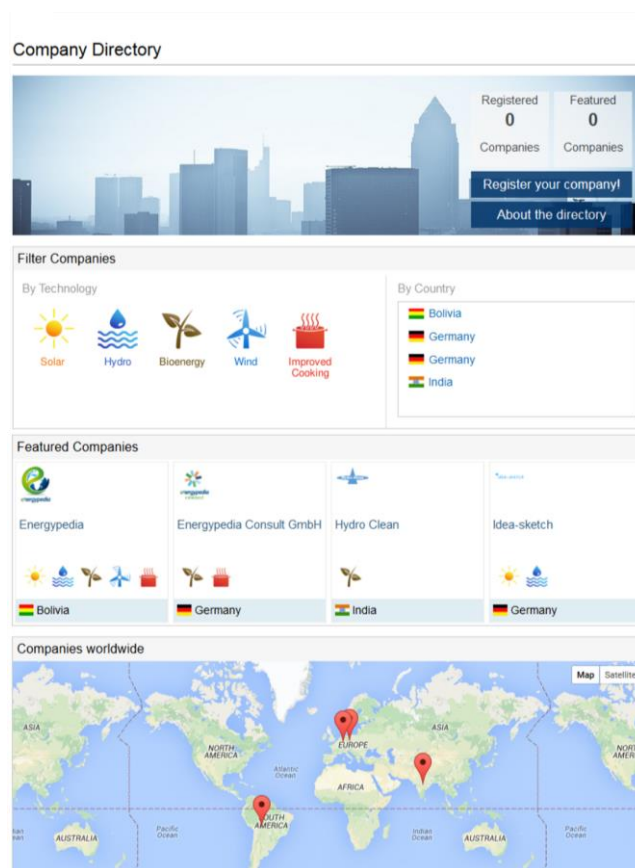 Company Directory
Registered
0
Companies
Featured
0
Companies
Register your company!
About the directory
Filter Companies
By Technology
Solar
Hydro
Bioenergy
Wind
Improved
Cooking
By Country
Bolivia
Germany
Germany
India
Featured Companies
energypedia
energypedia
Energypedia
Energypedia Consult GmbH
Hydro Clean
Idea-sketch
Bolivia
Germany
India
Germany
Companies worldwide
Map
Satellite
ASIA
NORTH
AMERICA
Atlantic
Ocean
EUROPE
ASIA
AFRICA
SOUTH
AMERICA
Indian
Ocean
AUSTRALIA
Pacific
Ocean
AUSTRALIA
Pacific
Ocean